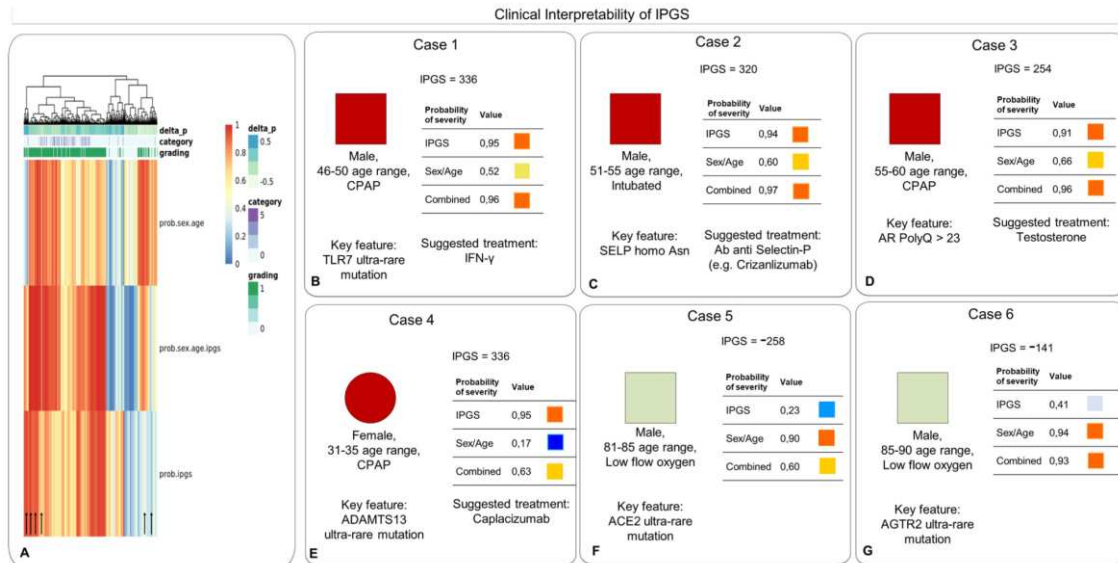 Clinical Interpretability of IPGS
delta_p
category
grading
1
0.8
0.6
0.4
0.2
0
delta_p
0.5
-0.5
category
5
0
grading
1
0
prob.sex.age
prob.sex.age.ipgs
prob.ipgs
A
Case 1
IPGS = 336
Probability
of severity Value
IPGS 0,95
Sex/Age 0,52
Combined 0,96
Male,
46-50 age range,
CPAP
Key feature:
TLR7 ultra-rare
mutation
Suggested treatment:
IFN-γ
B
Case 2
IPGS = 320
Probability
of severity Value
IPGS 0,94
Sex/Age 0,60
Combined 0,97
Male,
51-55 age range,
Intubated
Key feature:
SELP homo Asn
Suggested treatment:
Ab anti Selectin-P
(e.g. Crizanlizumab)
C
Case 3
IPGS = 254
Probability
of severity Value
IPGS 0,91
Sex/Age 0,66
Combined 0,96
Male,
55-60 age range,
CPAP
Key feature:
AR PolyQ > 23
Suggested treatment:
Testosterone
D
Case 4
IPGS = 336
Probability
of severity Value
IPGS 0,95
Sex/Age 0,17
Combined 0,63
Female,
31-35 age range,
CPAP
Key feature:
ADAMTS13
ultra-rare mutation
Suggested treatment:
Caplacizumab
E
Case 5
IPGS = −258
Probability
of severity Value
IPGS 0,23
Sex/Age 0,90
Combined 0,60
Male,
81-85 age range,
Low flow oxygen
Key feature:
ACE2 ultra-rare
mutation
F
Case 6
IPGS = −141
Probability
of severity Value
IPGS 0,41
Sex/Age 0,94
Combined 0,93
Male,
85-90 age range,
Low flow oxygen
Key feature:
AGTR2 ultra-rare
mutation
G